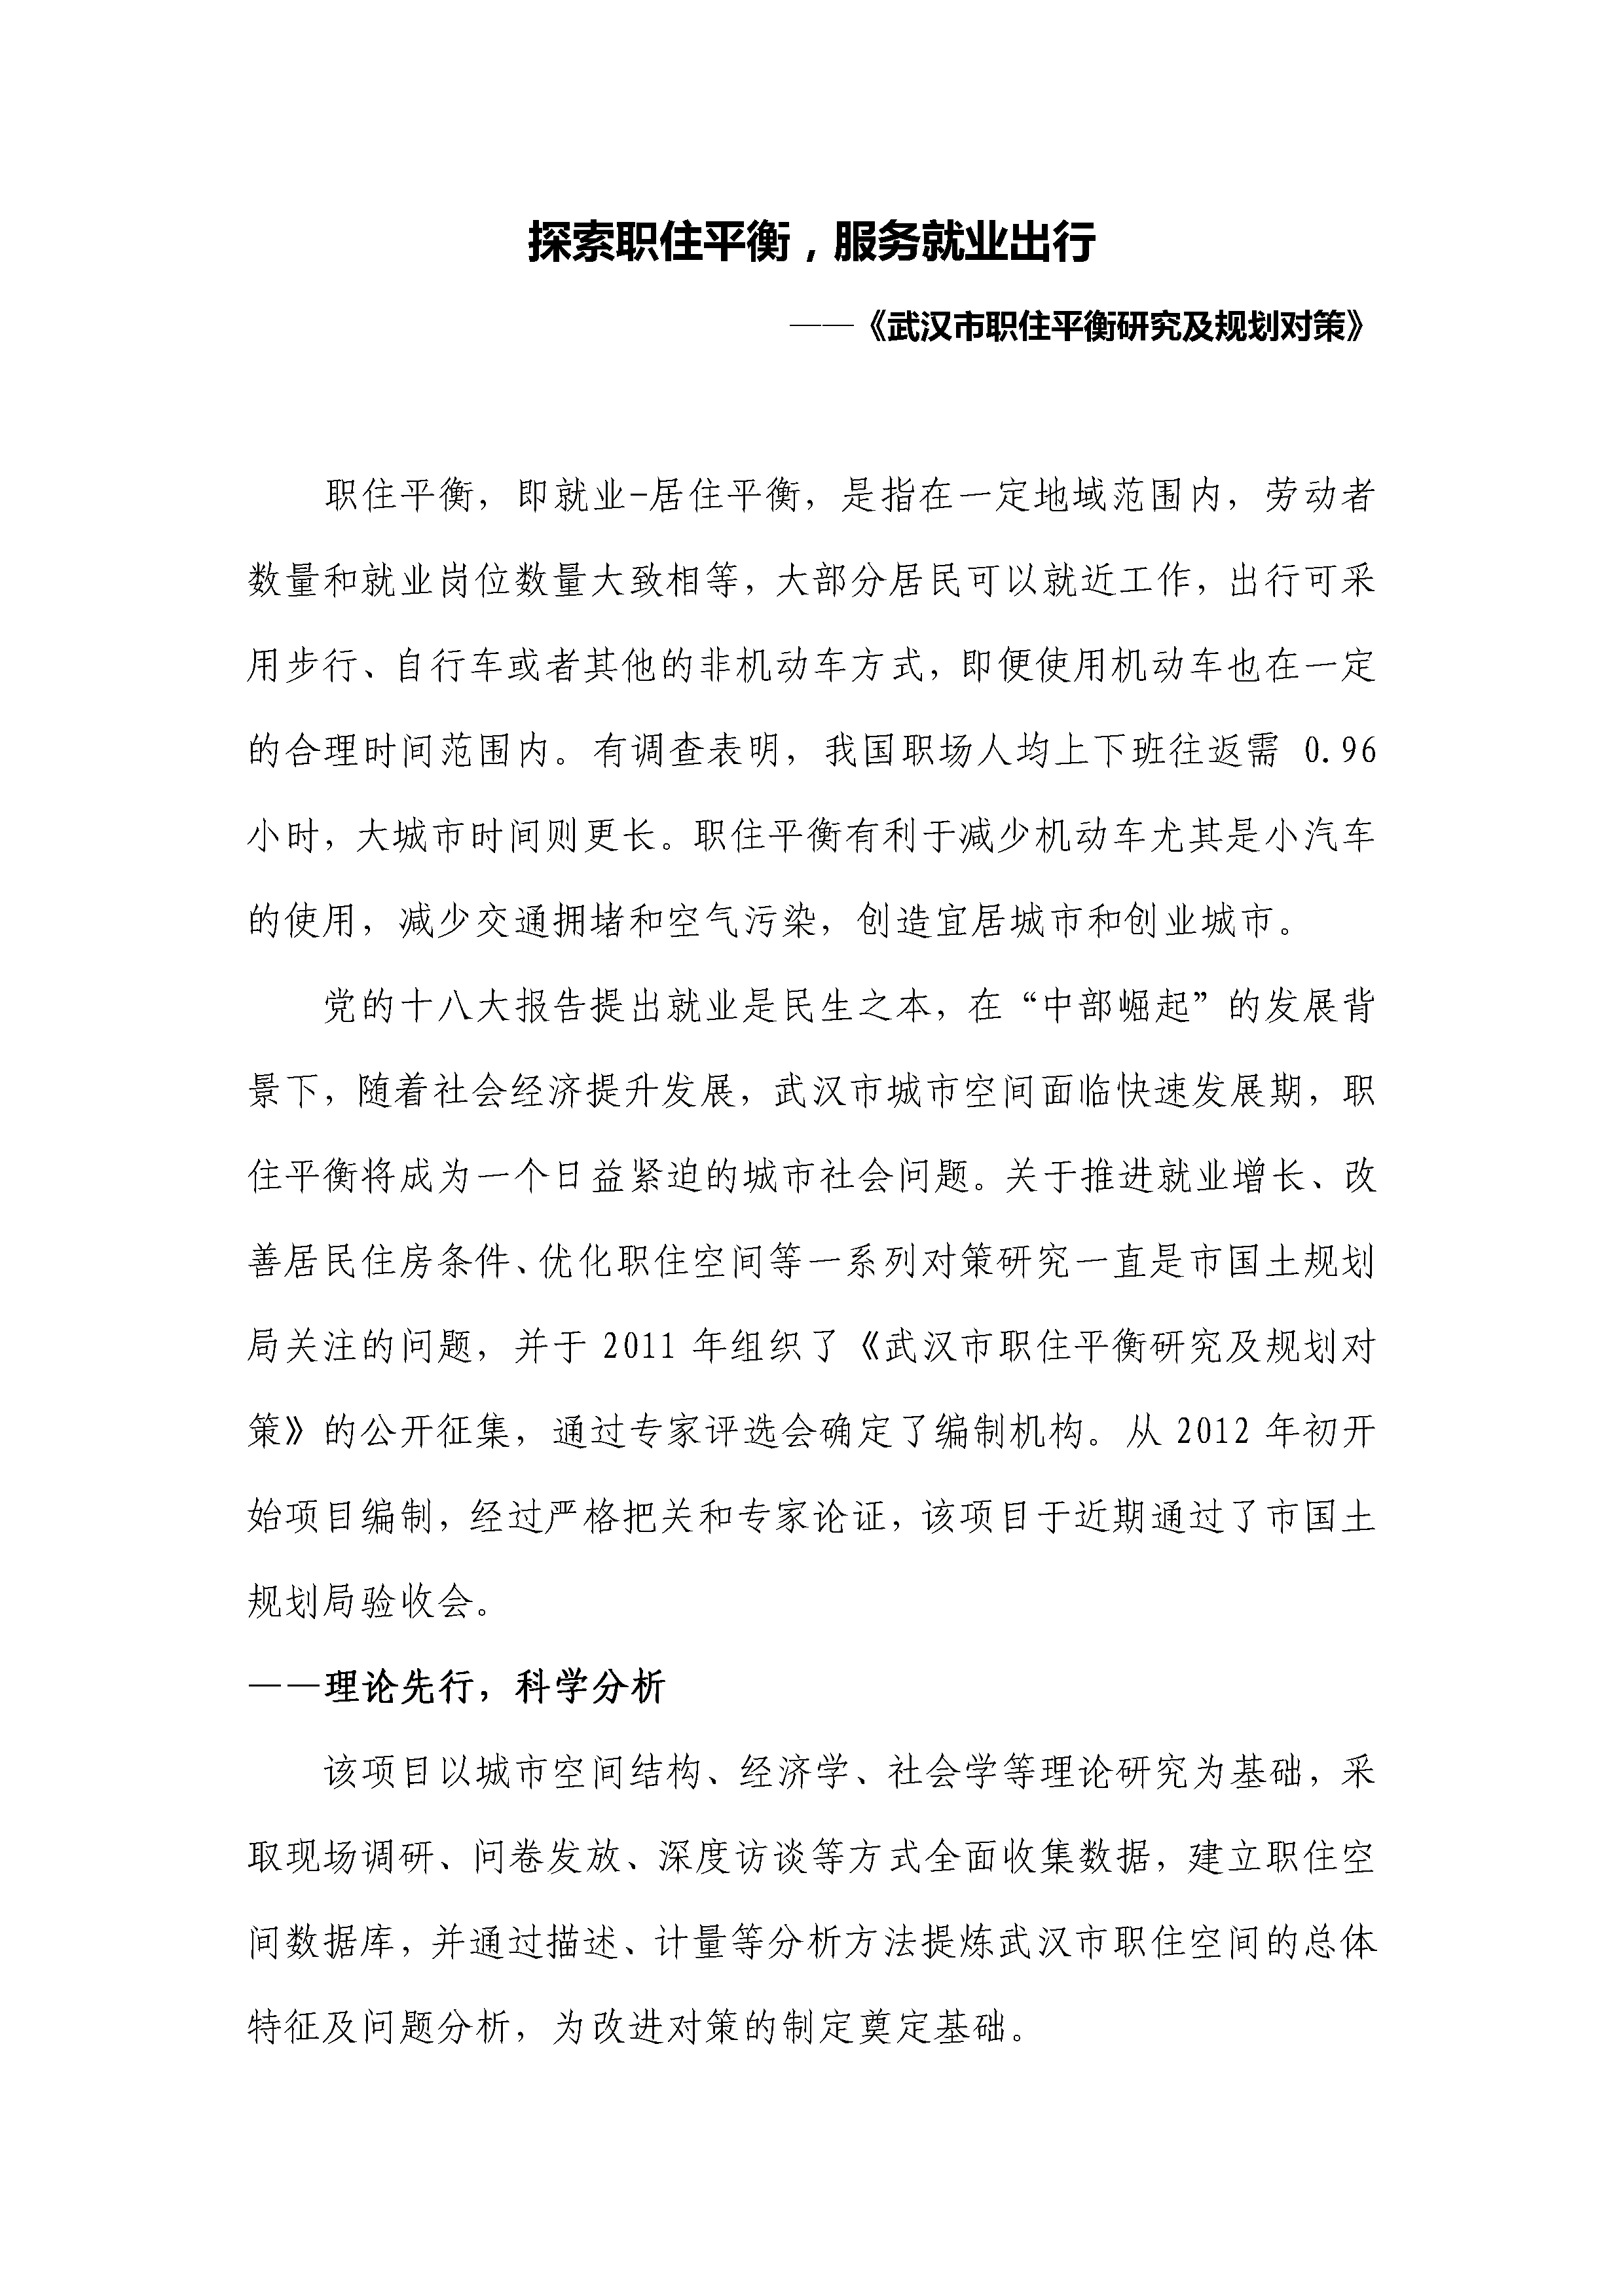 探索职住平衡，服务就业出行
——《武汉市职住平衡研究及规划对策》
职住平衡，即就业-居住平衡，是指在一定地域范围内，劳动者
数量和就业岗位数量大致相等，大部分居民可以就近工作，出行可采
用步行、自行车或者其他的非机动车方式，即便使用机动车也在一定
的合理时间范围内。有调查表明，我国职场人均上下班往返需 0.96
小时，大城市时间则更长。职住平衡有利于减少机动车尤其是小汽车
的使用，减少交通拥堵和空气污染，创造宜居城市和创业城市。
党的十八大报告提出就业是民生之本，在“中部崛起”的发展背
景下，随着社会经济提升发展，武汉市城市空间面临快速发展期，职
住平衡将成为一个日益紧迫的城市社会问题。关于推进就业增长、改
善居民住房条件、优化职住空间等一系列对策研究一直是市国土规划
局关注的问题，并于 2011 年组织了《武汉市职住平衡研究及规划对
策》的公开征集，通过专家评选会确定了编制机构。从 2012 年初开
始项目编制，经过严格把关和专家论证，该项目于近期通过了市国土
规划局验收会。
——理论先行，科学分析
该项目以城市空间结构、经济学、社会学等理论研究为基础，采
取现场调研、问卷发放、深度访谈等方式全面收集数据，建立职住空
间数据库，并通过描述、计量等分析方法提炼武汉市职住空间的总体
特征及问题分析，为改进对策的制定奠定基础。